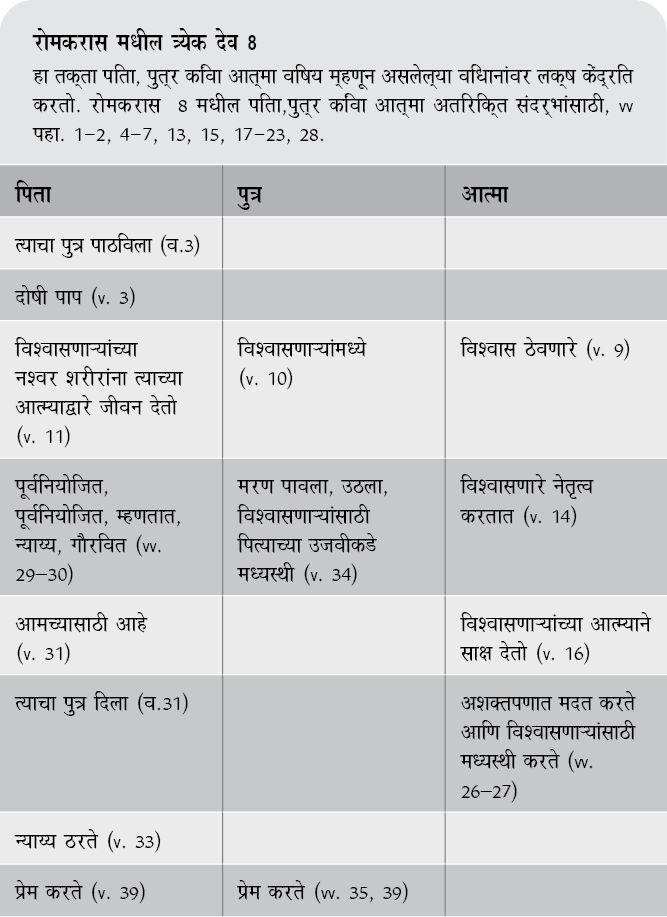 रोमकरास मधील त्र्येक देव 8
हा तक्ता पिता, पुत्र किंवा आत्मा विषय म्हणून असलेल्या विधानांवर लक्ष केंद्रित
करतो. रोमकरास 8 मधील पिता,पुत्र किंवा आत्मा अतिरिक्त संदर्भांसाठी, vv
पहा. 1–2, 4–7, 13, 15, 17–23, 28.
पिता
पुत्र
आत्मा
त्याचा पुत्र पाठविला (व.3)
दोषी पाप (v. 3)
विश्वासणाऱ्यांच्या
नश्वर शरीरांना त्याच्या
आत्म्याद्वारे जीवन देतो
(v. 11)
विश्वासणाऱ्यांमध्ये
(v. 10)
विश्वास ठेवणारे (v. 9)
पूर्वनियोजित,
पूर्वनियोजित, म्हणतात,
न्याय्य, गौरवित (vv.
29–30)
मरण पावला, उठला,
विश्वासणाऱ्यांसाठी
पित्याच्या उजवीकडे
मध्यस्थी (v. 34)
विश्वासणारे नेतृत्व
करतात (v. 14)
आमच्यासाठी आहे
(v. 31)
विश्वासणाऱ्यांच्या आत्म्याने
साक्ष देतो (v. 16)
त्याचा पुत्र दिला (व.31)
अशक्तपणात मदत करते
आणि विश्वासणाऱ्यांसाठी
मध्यस्थी करते (vv.
26–27)
न्याय्य ठरते (v. 33)
प्रेम करते (v. 39)
प्रेम करते (vv. 35, 39)